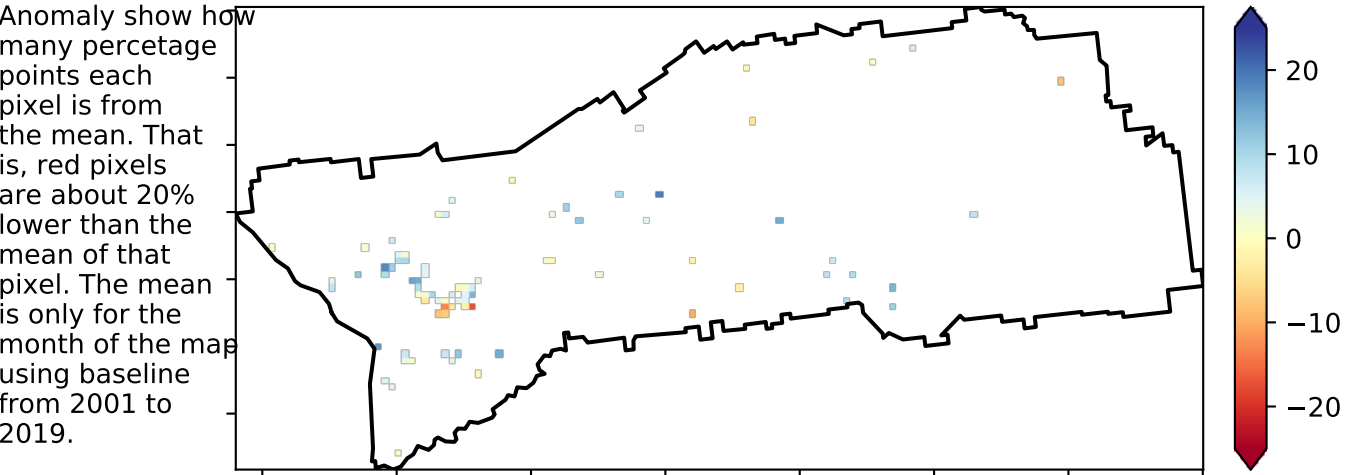 Anomaly show how
many percetage
points each
pixel is from
the mean. That
is, red pixels
are about 20%
lower than the
mean of that
pixel. The mean
is only for the
month of the map
using baseline
from 2001 to
2019.
20
10
0
−10
−20